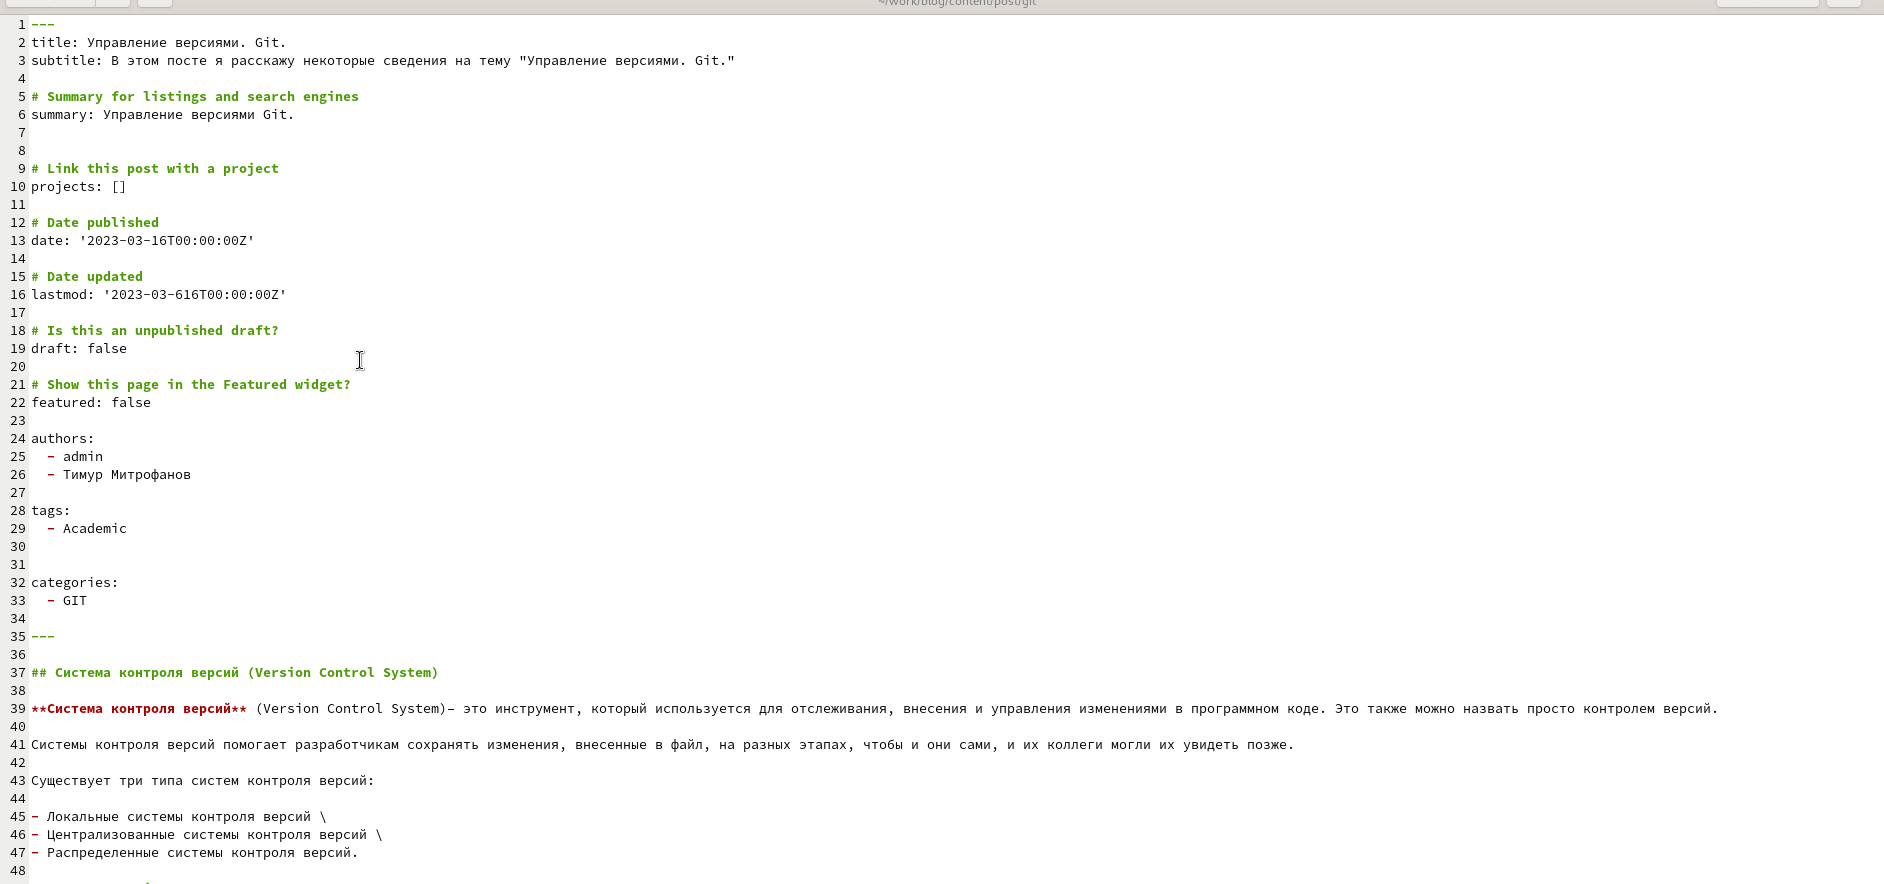 ~/work/blog/content/post/git
1 ---
2 title: Управление версиями. Git.
3 subtitle: В этом посте я расскажу некоторые сведения на тему "Управление версиями. Git."
4
5 # Summary for listings and search engines
6 summary: Управление версиями Git.
7
8
9 # Link this post with a project
10 projects: []
11
12 # Date published
13 date: '2023-03-16T00:00:00Z'
14
15 # Date updated
16 lastmod: '2023-03-616T00:00:00Z'
17
18 # Is this an unpublished draft?
19 draft: false
20
21 # Show this page in the Featured widget?
22 featured: false
23
24 authors:
25 - admin
26 - Тимур Митрофанов
27
28 tags:
29 - Academic
30
31
32 categories:
33 - GIT
34
35 ---
36
37 ## Система контроля версий (Version Control System)
38
39 **Система контроля версий** (Version Control System)– это инструмент, который используется для отслеживания, внесения и управления изменениями в программном коде. Это также можно назвать просто контролем версий.
40
41 Системы контроля версий помогает разработчикам сохранять изменения, внесенные в файл, на разных этапах, чтобы и они сами, и их коллеги могли их увидеть позже.
42
43 Существует три типа систем контроля версий:
44
45 - Локальные системы контроля версий \
46 - Централизованные системы контроля версий \
47 - Распределенные системы контроля версий.
48